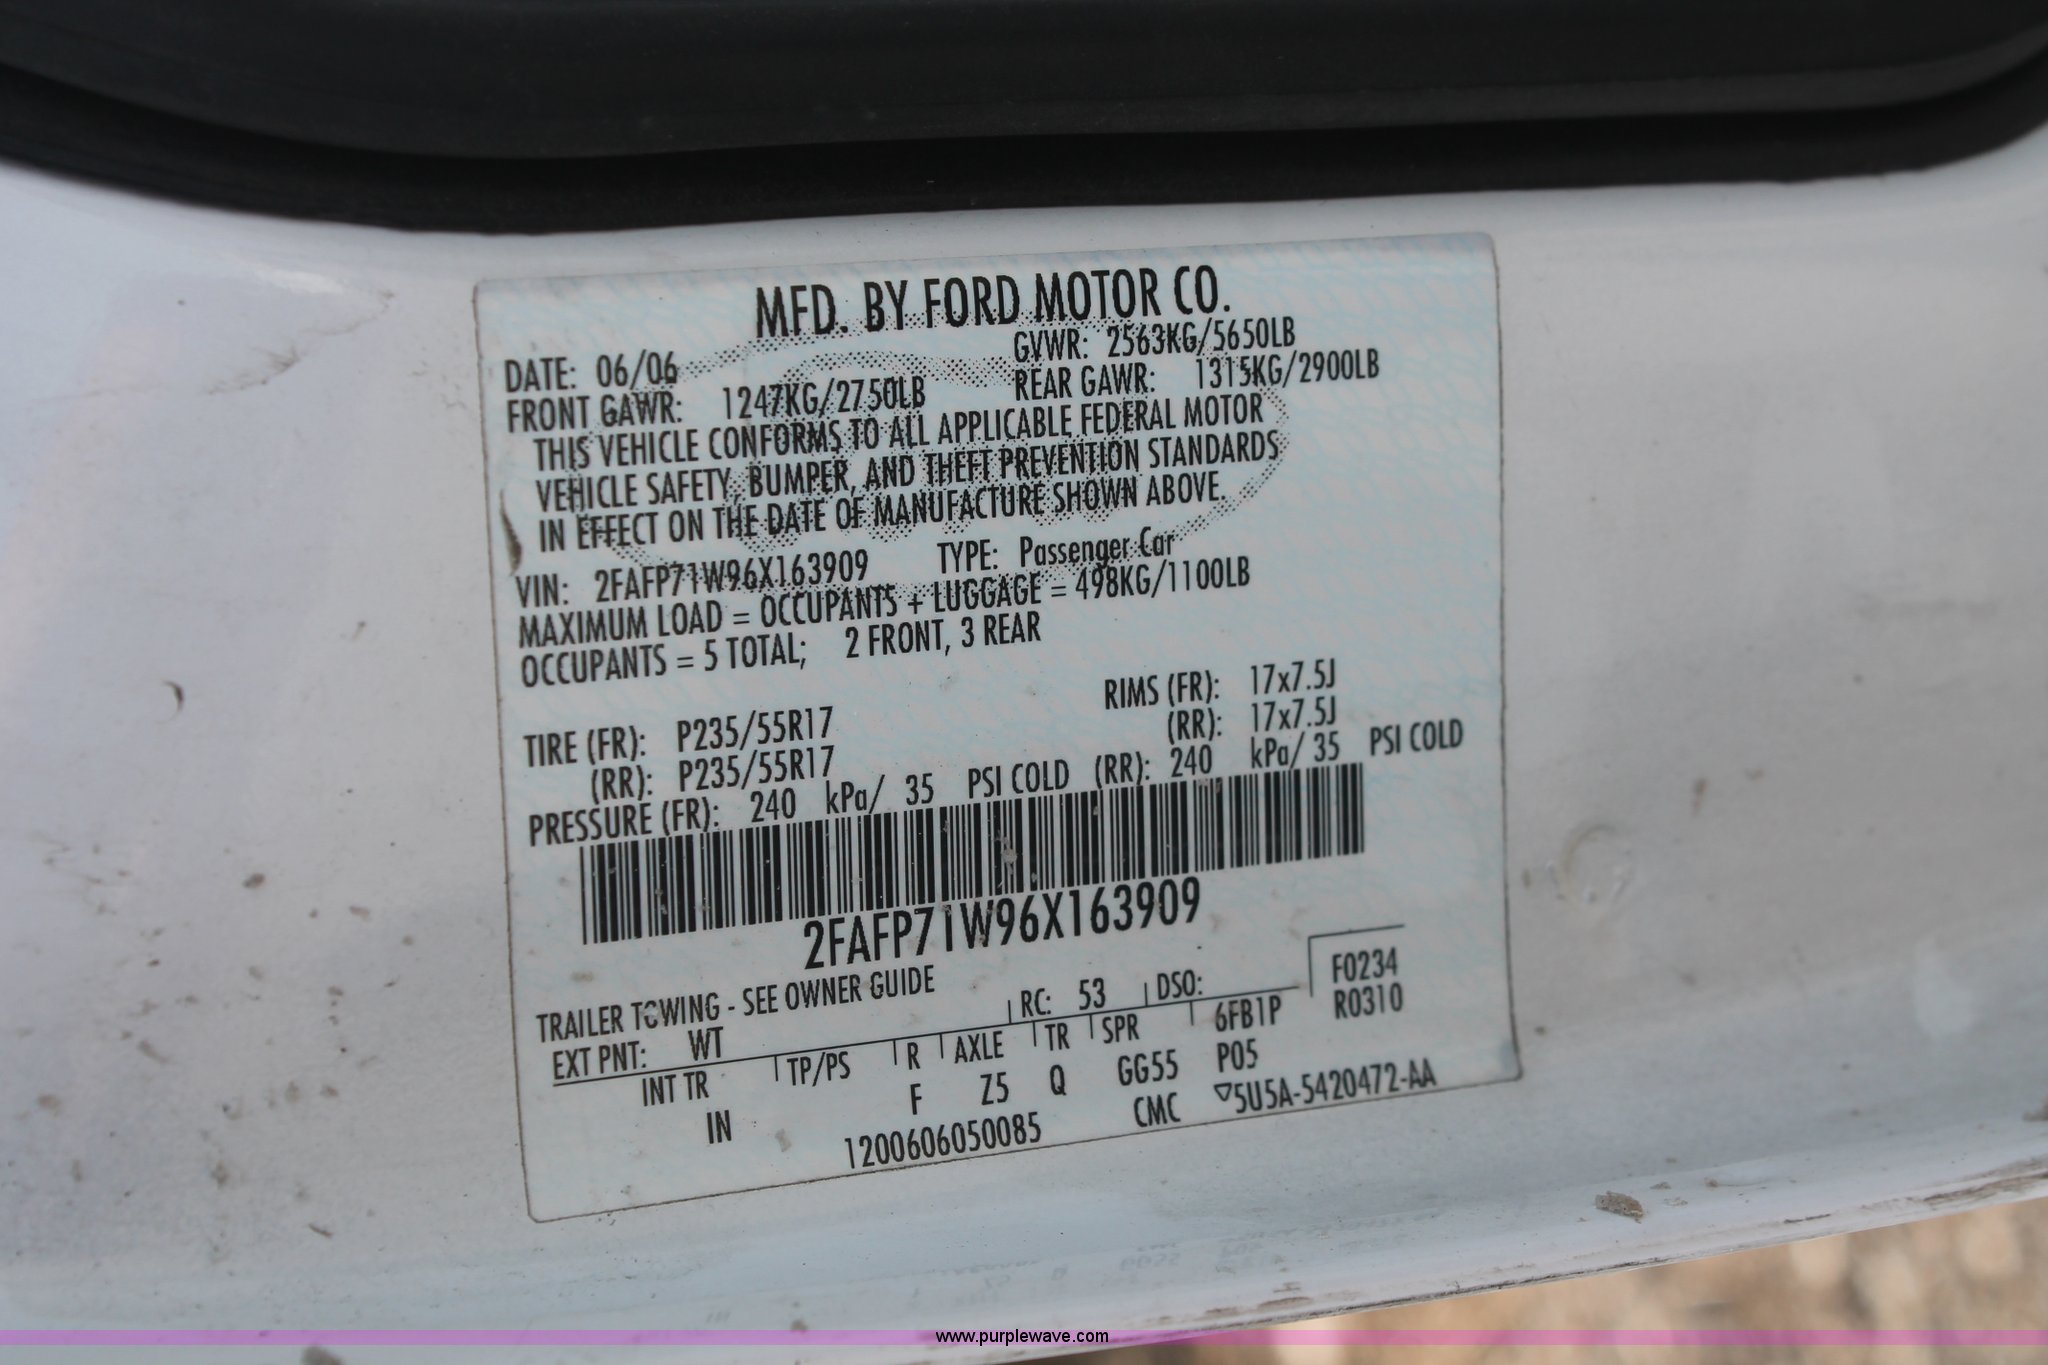 MFD. BY FORD MOTOR CO.
DATE: 06/06 GVWR: 2563KG/5650LB
FRONT GAWR: 1247KG/2750LB REAR GAWR: 1315KG/2900LB
THIS VEHICLE CONFORMS TO ALL APPLICABLE FEDERAL MOTOR
VEHICLE SAFETY, BUMPER, AND THEFT PREVENTION STANDARDS
IN EFFECT ON THE DATE OF MANUFACTURE SHOWN ABOVE.
VIN: 2FAFP71W96X163909 TYPE: Passenger Car
MAXIMUM LOAD = OCCUPANTS + LUGGAGE = 498KG/1100LB
OCCUPANTS = 5 TOTAL; 2 FRONT, 3 REAR
TIRE (FR): P235/55R17 RIMS (FR): 17x7.5J
(RR): P235/55R17 (RR): 17x7.5J
PRESSURE (FR): 240 kPa/ 35 PSI COLD (RR): 240 kPa/ 35 PSI COLD
2FAFP71W96X163909
TRAILER TOWING - SEE OWNER GUIDE
EXT PNT: WT RC: 53 DSO: F0234
INT TR TP/PS R AXLE TR SPR 6FB1P R0310
IN F Z5 Q GG55 P05
1200606050085 CMC ▽5U5A-5420472-AA
www.purplewave.com